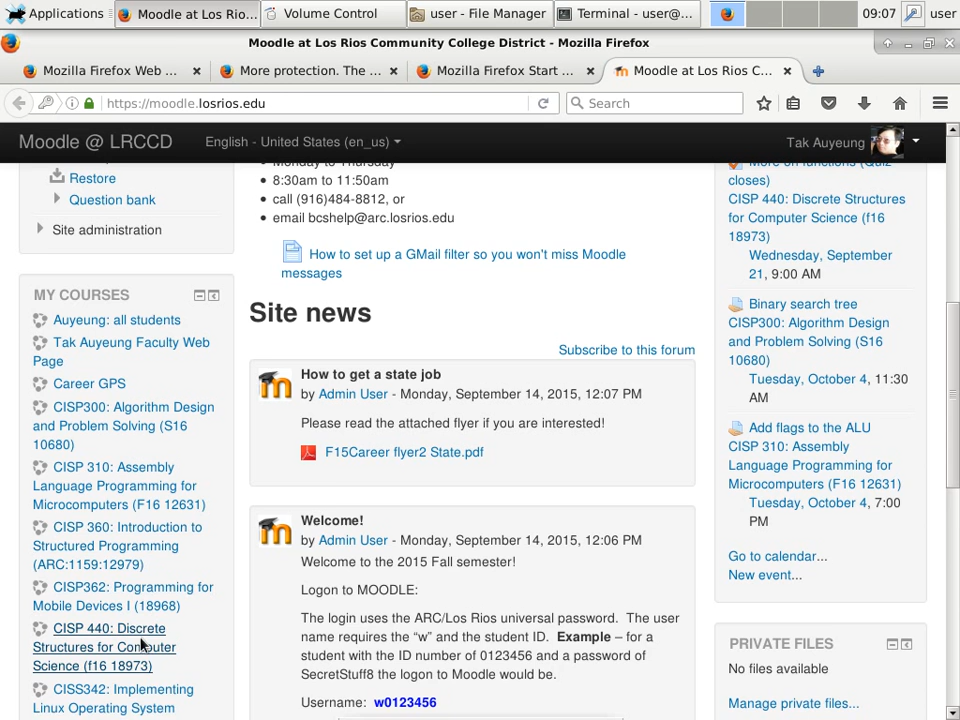 Applications
Moodle at Los Rio...
Volume Control
user - File Manager
Terminal - user@...
09:07
user
Moodle at Los Rios Community College District - Mozilla Firefox
Mozilla Firefox Web ...
More protection. The ...
Mozilla Firefox Start ...
Moodle at Los Rios C...
https://moodle.losrios.edu
Search
Moodle @ LRCCD
English - United States (en_us)
Tak Auyeung
Restore
Question bank
Site administration
MY COURSES
Auyeung: all students
Tak Auyeung Faculty Web
Page
Career GPS
CISP300: Algorithm Design
and Problem Solving (S16
10680)
CISP 310: Assembly
Language Programming for
Microcomputers (F16 12631)
CISP 360: Introduction to
Structured Programming
(ARC:1159:12979)
CISP362: Programming for
Mobile Devices I (18968)
CISP 440: Discrete
Structures for Computer
Science (f16 18973)
CISS342: Implementing
Linux Operating System
Monday to Thursday
8:30am to 11:50am
call (916)484-8812, or
email bcshelp@arc.losrios.edu
How to set up a GMail filter so you won't miss Moodle
messages
Site news
Subscribe to this forum
How to get a state job
by Admin User - Monday, September 14, 2015, 12:07 PM
Please read the attached flyer if you are interested!
F15Career flyer2 State.pdf
Welcome!
by Admin User - Monday, September 14, 2015, 12:06 PM
Welcome to the 2015 Fall semester!
Logon to MOODLE:
The login uses the ARC/Los Rios universal password. The user
name requires the “w” and the student ID. Example – for a
student with the ID number of 0123456 and a password of
SecretStuff8 the logon to Moodle would be.
Username: w0123456
More on functions (Quiz
closes)
CISP 440: Discrete Structures
for Computer Science (f16
18973)
Wednesday, September
21, 9:00 AM
Binary search tree
CISP300: Algorithm Design
and Problem Solving (S16
10680)
Tuesday, October 4, 11:30
AM
Add flags to the ALU
CISP 310: Assembly
Language Programming for
Microcomputers (F16 12631)
Tuesday, October 4, 7:00
PM
Go to calendar...
New event...
PRIVATE FILES
No files available
Manage private files...